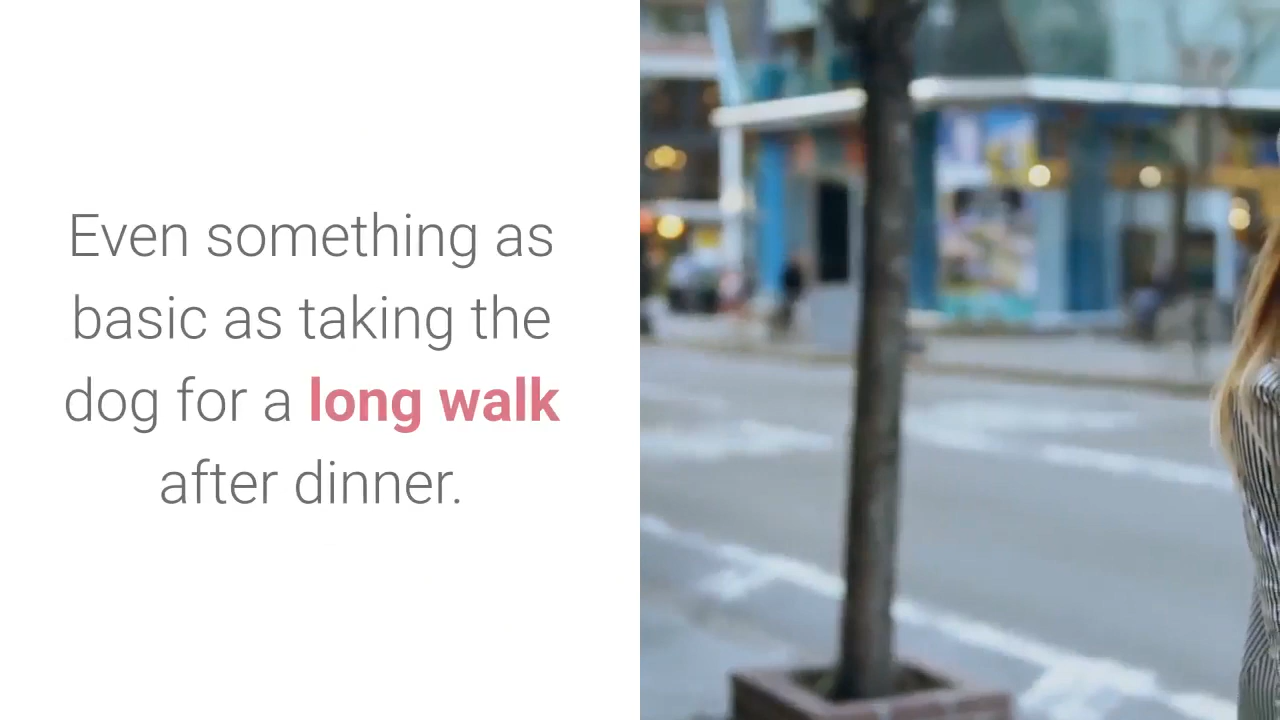 Even something as
basic as taking the
dog for a long walk
after dinner.